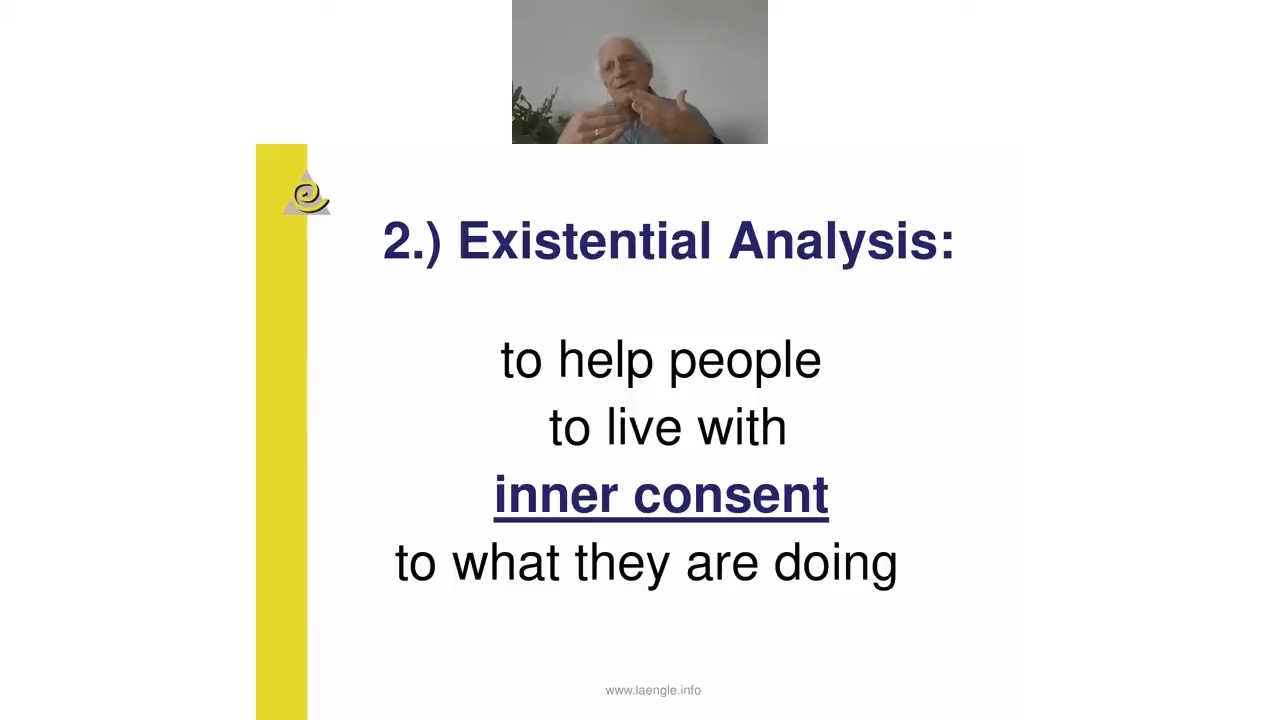 2.) Existential Analysis:
to help people
to live with
inner consent
to what they are doing
www.laengle.info